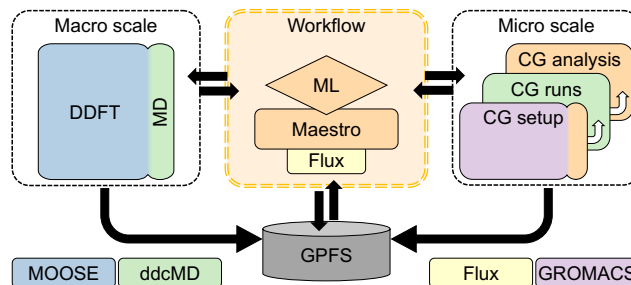 Macro scale
Workflow
Micro scale
DDFT
MD
ML
Maestro
Flux
CG analysis
CG runs
CG setup
GPFS
MOOSE
ddcMD
Flux
GROMACS